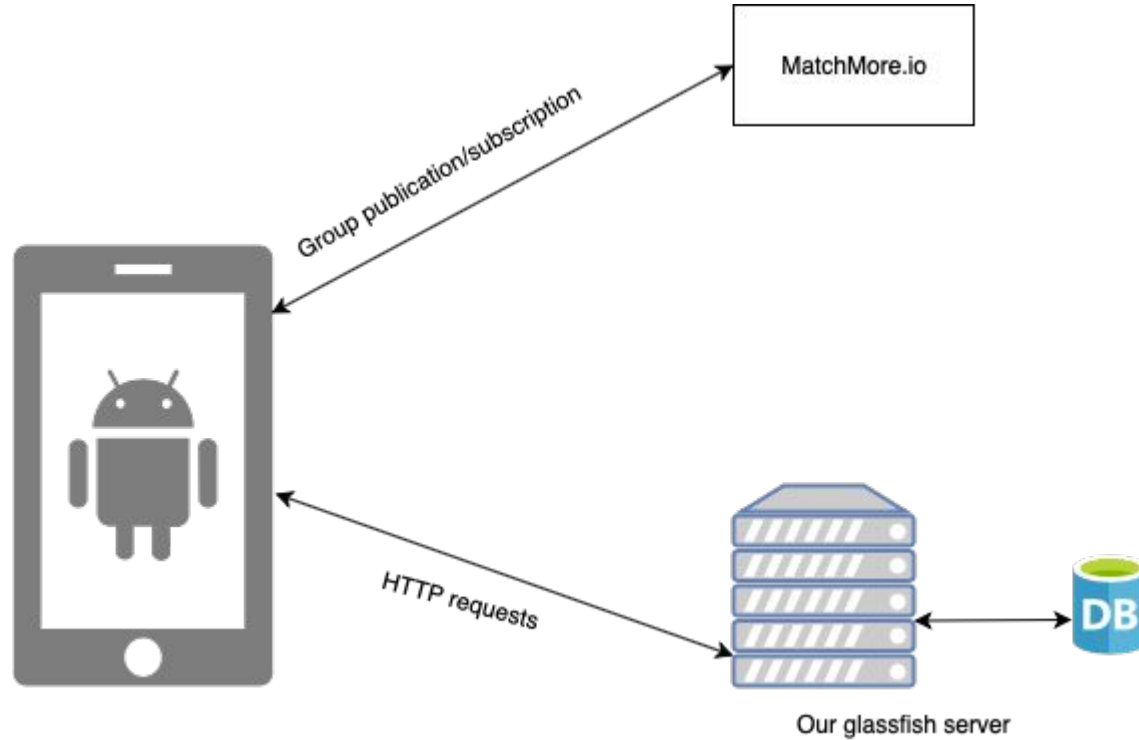 MatchMore.io
Group publication/subscription
HTTP requests
DB
Our glassfish server